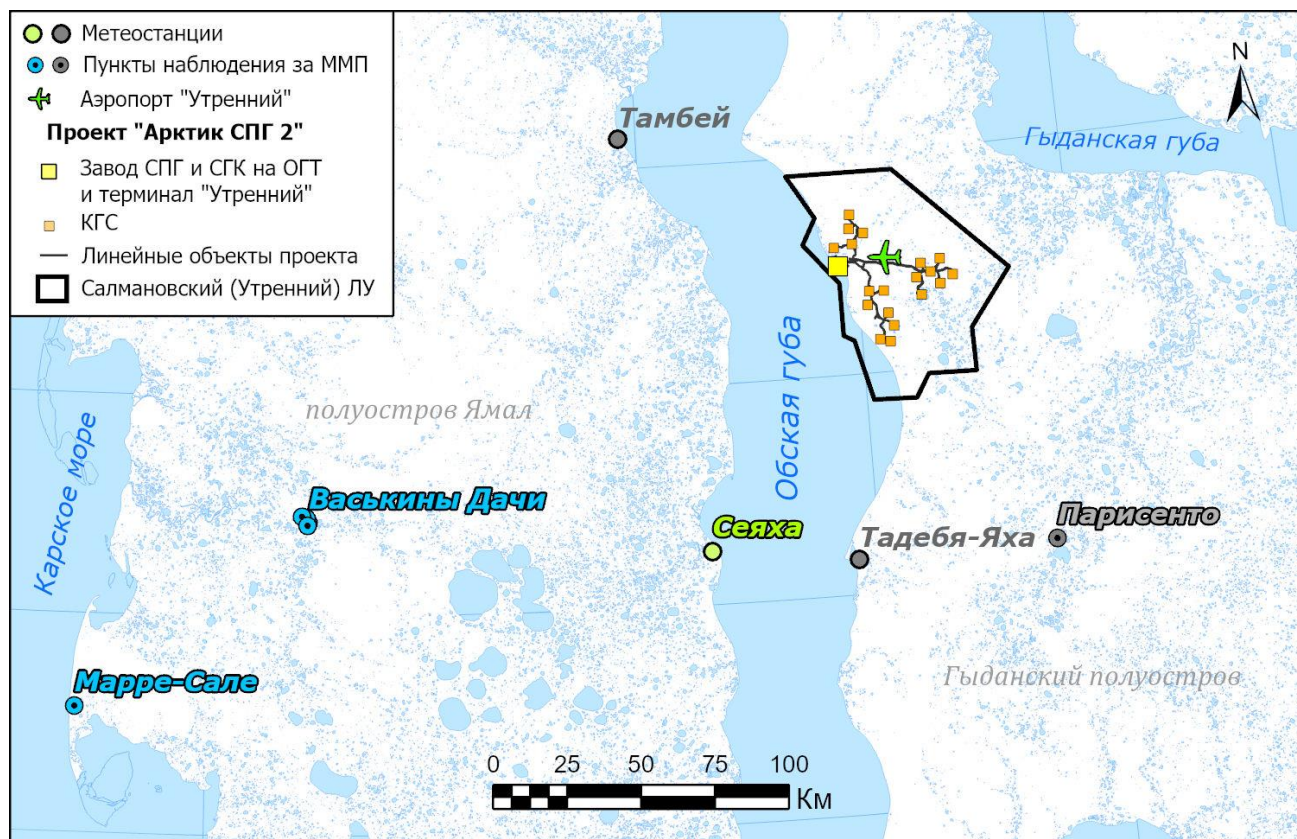 Метеостанции
Пункты наблюдения за ММП
Аэропорт "Утренний"
Проект "Арктик СПГ 2"
Завод СПГ и СГК на ОГТ
и терминал "Утренний"
КГС
Линейные объекты проекта
Салмановский (Утренний) ЛУ
N
Тамбей
Гыданская губа
Обская губа
полуостров Ямал
Карское море
Васькины Дачи
Сеяха
Тадебя-Яха
Парисенто
Марре-Сале
Гыданский полуостров
0 25 50 75 100
Км